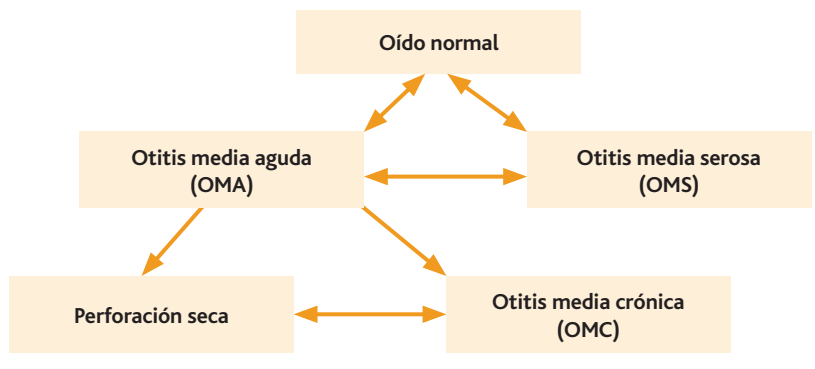 Oído normal
Otitis media aguda
(OMA)
Otitis media serosa
(OMS)
Perforación seca
Otitis media crónica
(OMC)